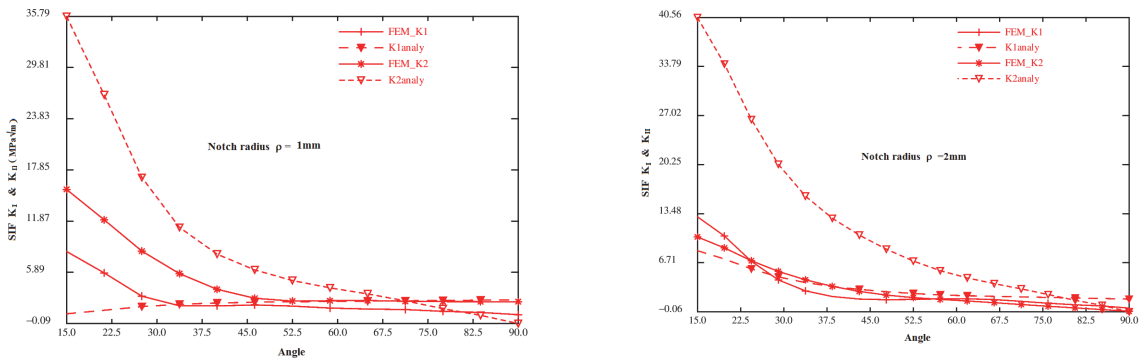 35.79
29.81
23.83
17.85
11.87
5.89
-0.09
15.0 22.5 30.0 37.5 45.0 52.5 60.0 67.5 75.0 82.5 90.0
Angle
SIF K_I & K_II (MPa√m)
FEM_K1
K1analy
FEM_K2
K2analy
Notch radius ρ = 1mm
40.56
33.79
27.02
20.25
13.48
6.71
-0.06
15.0 22.5 30.0 37.5 45.0 52.5 60.0 67.5 75.0 82.5 90.0
Angle
SIF K_I & K_II
FEM_K1
K1analy
FEM_K2
K2analy
Notch radius ρ =2mm